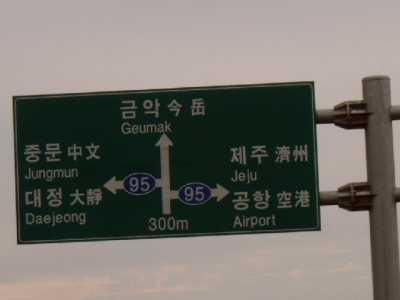 금악 今岳
Geumak
중문 中文
Jungmun
대정 大靜
Daejeong
95
95
제주 濟州
Jeju
공항 空港
Airport
300m